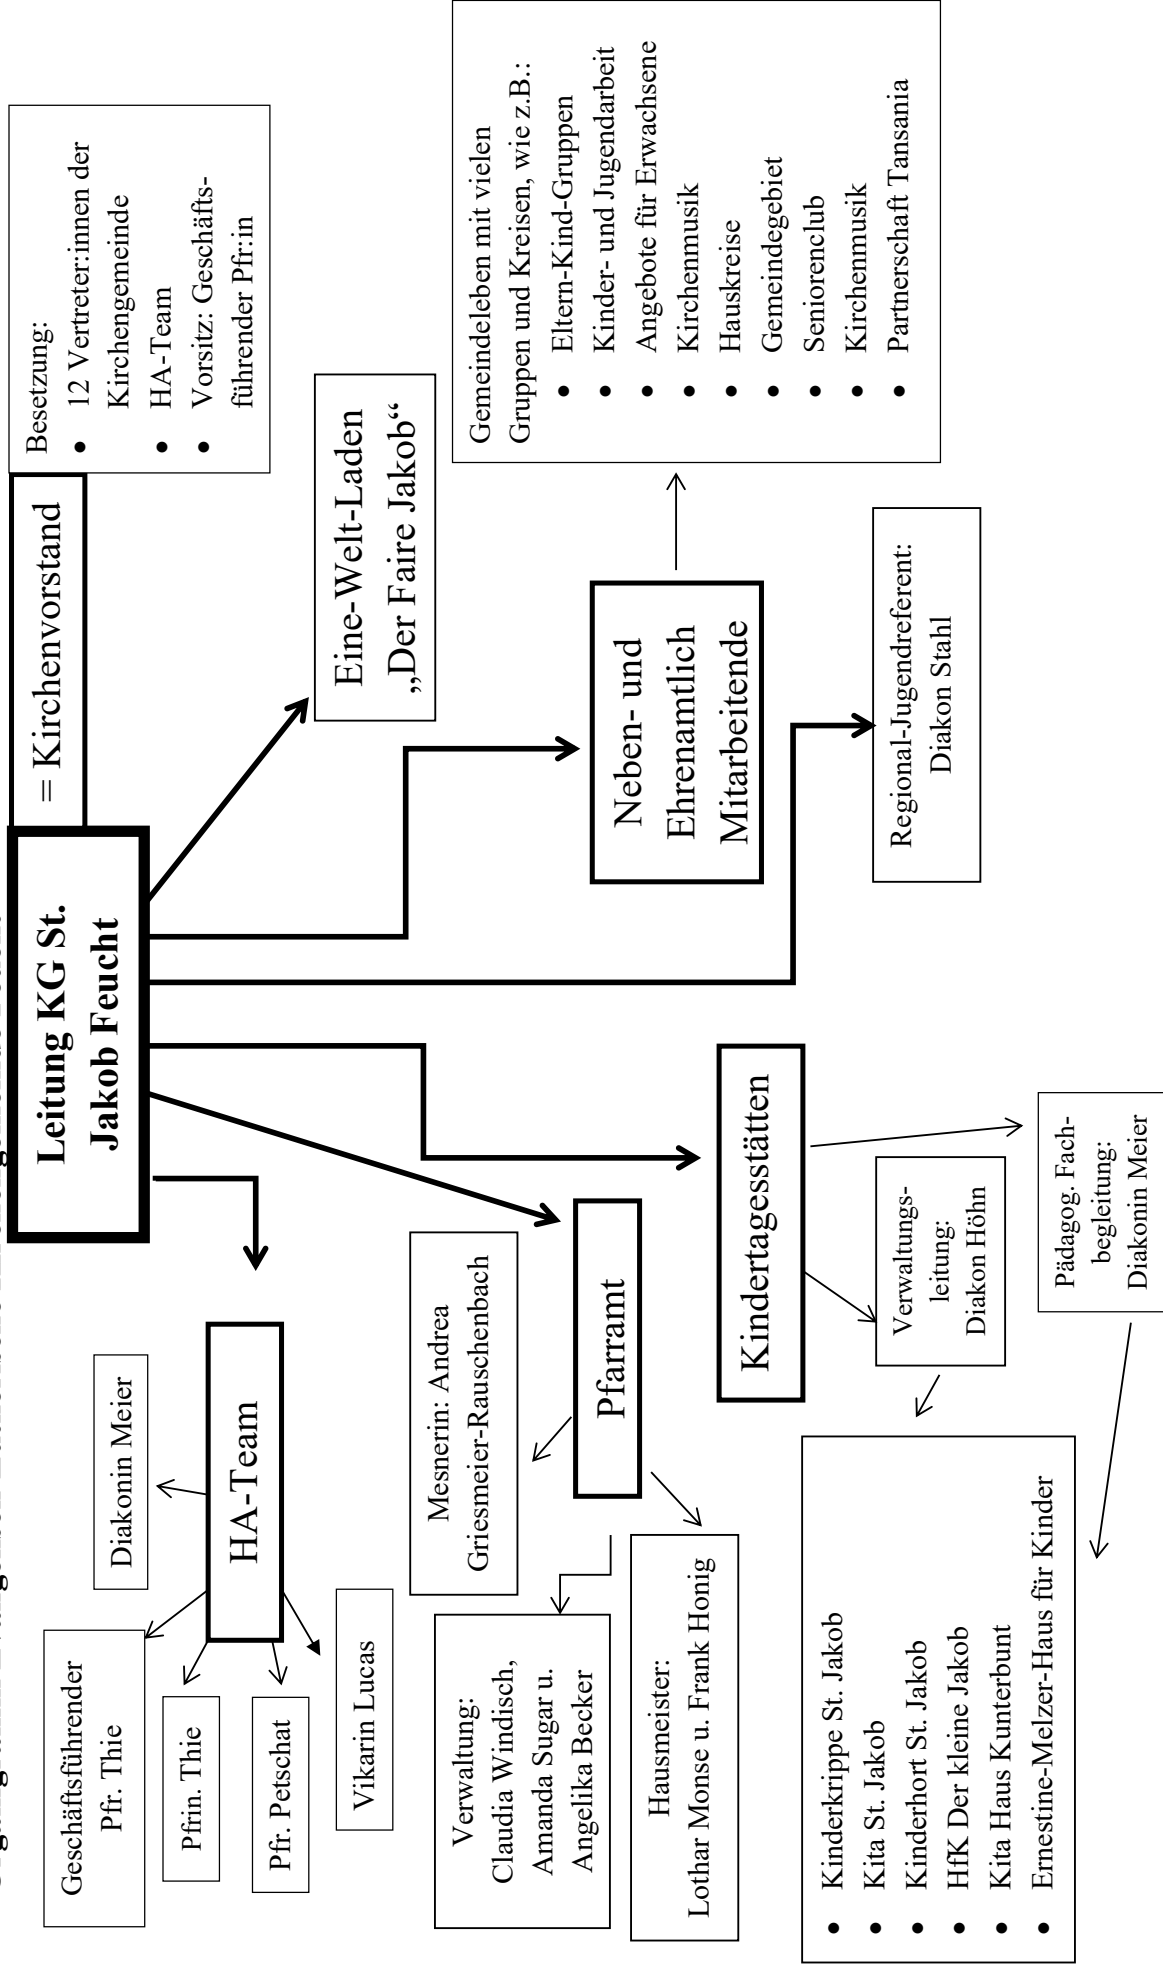 Leitung KG St.
Jakob Feucht
= Kirchenvorstand
Besetzung:
• 12 Vertreter:innen der
Kirchengemeinde
• HA-Team
• Vorsitz: Geschäfts-
führender Pfr:in
Geschäftsführender
Pfr. Thie
Diakonin Meier
Pfrin. Thie
HA-Team
Pfr. Petschat
Vikarin Lucas
Eine-Welt-Laden
„Der Faire Jakob“
Mesnerin: Andrea
Griesmeier-Rauschenbach
Verwaltung:
Claudia Windisch,
Amanda Sugar u.
Angelika Becker
Pfarramt
Hausmeister:
Lothar Monse u. Frank Honig
Neben- und
Ehrenamtlich
Mitarbeitende
Gemeindeleben mit vielen
Gruppen und Kreisen, wie z.B.:
• Eltern-Kind-Gruppen
• Kinder- und Jugendarbeit
• Angebote für Erwachsene
• Kirchenmusik
• Hauskreise
• Gemeindegebiet
• Seniorenclub
• Kirchenmusik
• Partnerschaft Tansania
Kindertagesstätten
Verwaltungs-
leitung:
Diakon Höhn
Pädagog. Fach-
begleitung:
Diakonin Meier
• Kinderkrippe St. Jakob
• Kita St. Jakob
• Kinderhort St. Jakob
• HfK Der kleine Jakob
• Kita Haus Kunterbunt
• Ernestine-Melzer-Haus für Kinder
Regional-Jugendreferent:
Diakon Stahl